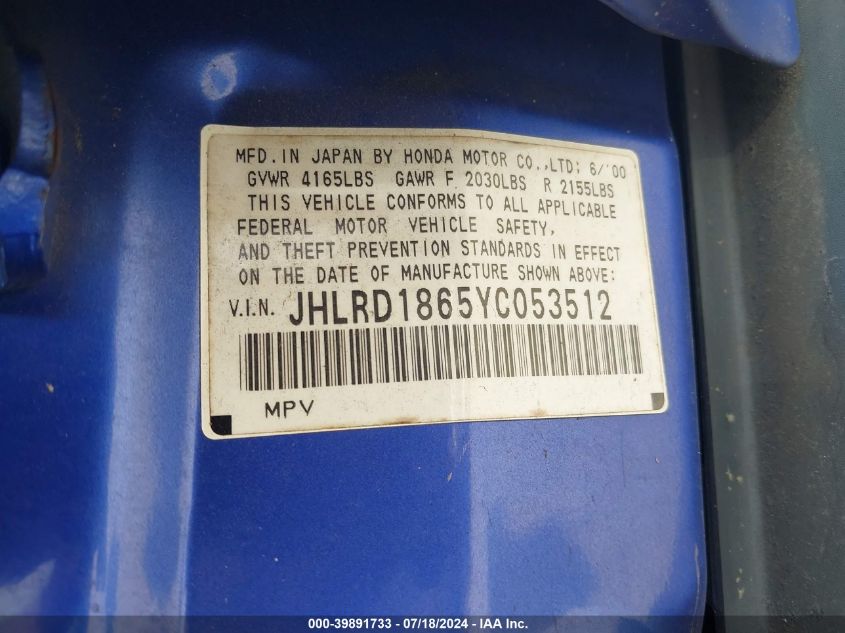 MFD. IN JAPAN BY HONDA MOTOR CO.,LTD; 6/'00
GVWR 4165LBS GAWR F 2030LBS R 2155LBS
THIS VEHICLE CONFORMS TO ALL APPLICABLE
FEDERAL MOTOR VEHICLE SAFETY,
AND THEFT PREVENTION STANDARDS IN EFFECT
ON THE DATE OF MANUFACTURE SHOWN ABOVE:
V.I.N. JHLRD1865YC053512
MPV
000-39891733 - 07/18/2024 - IAA Inc.